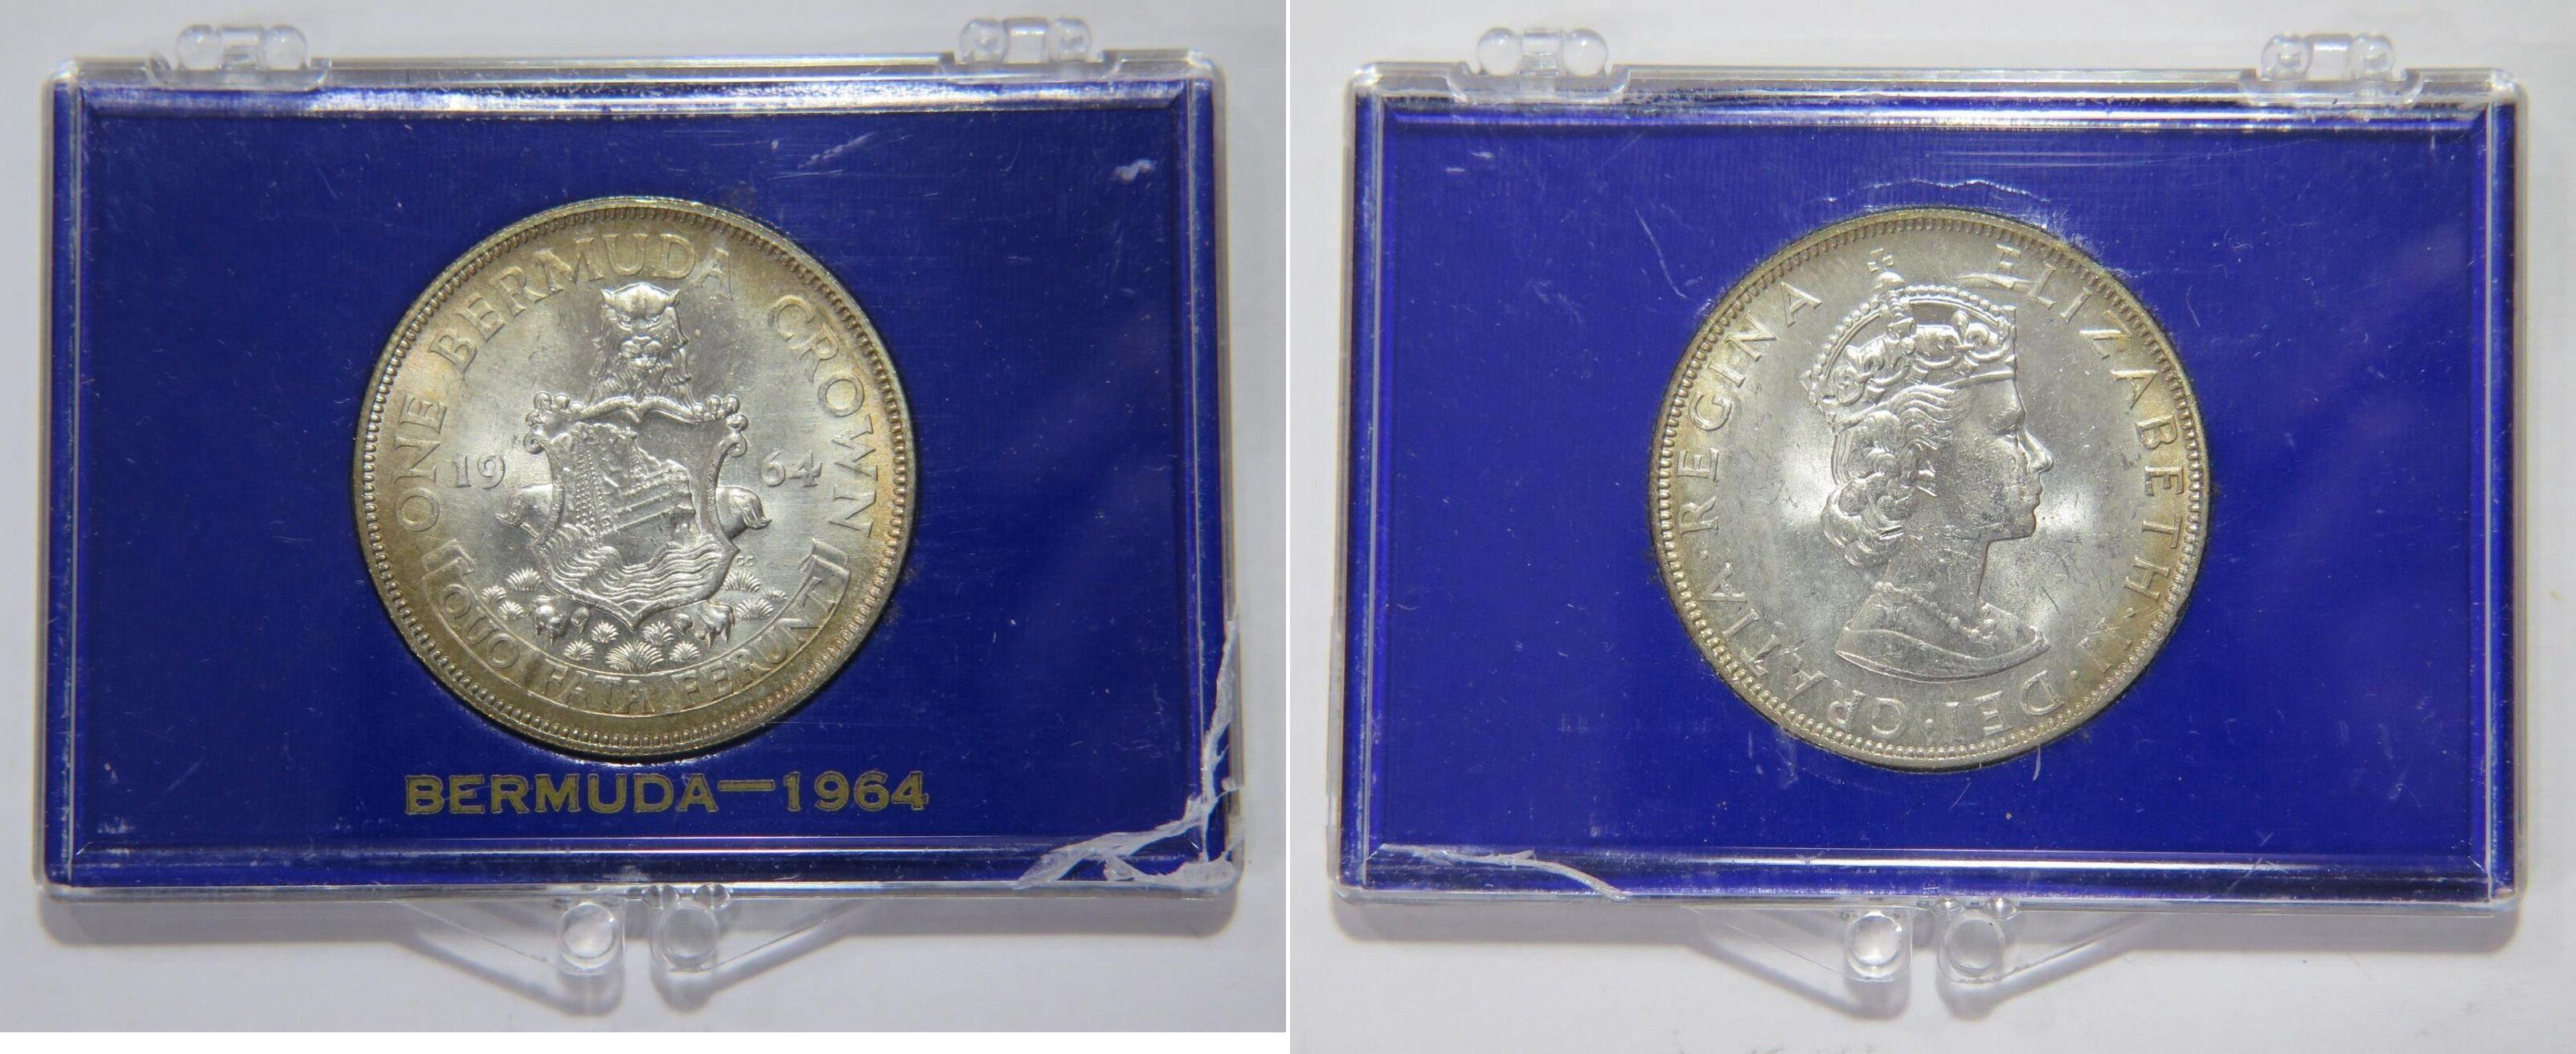 ONE BERMUDA CROWN
19 64
QUO FATA FERUNT
BERMUDA—1964
ELIZABETH · II · DEI · GRATIA · REGINA